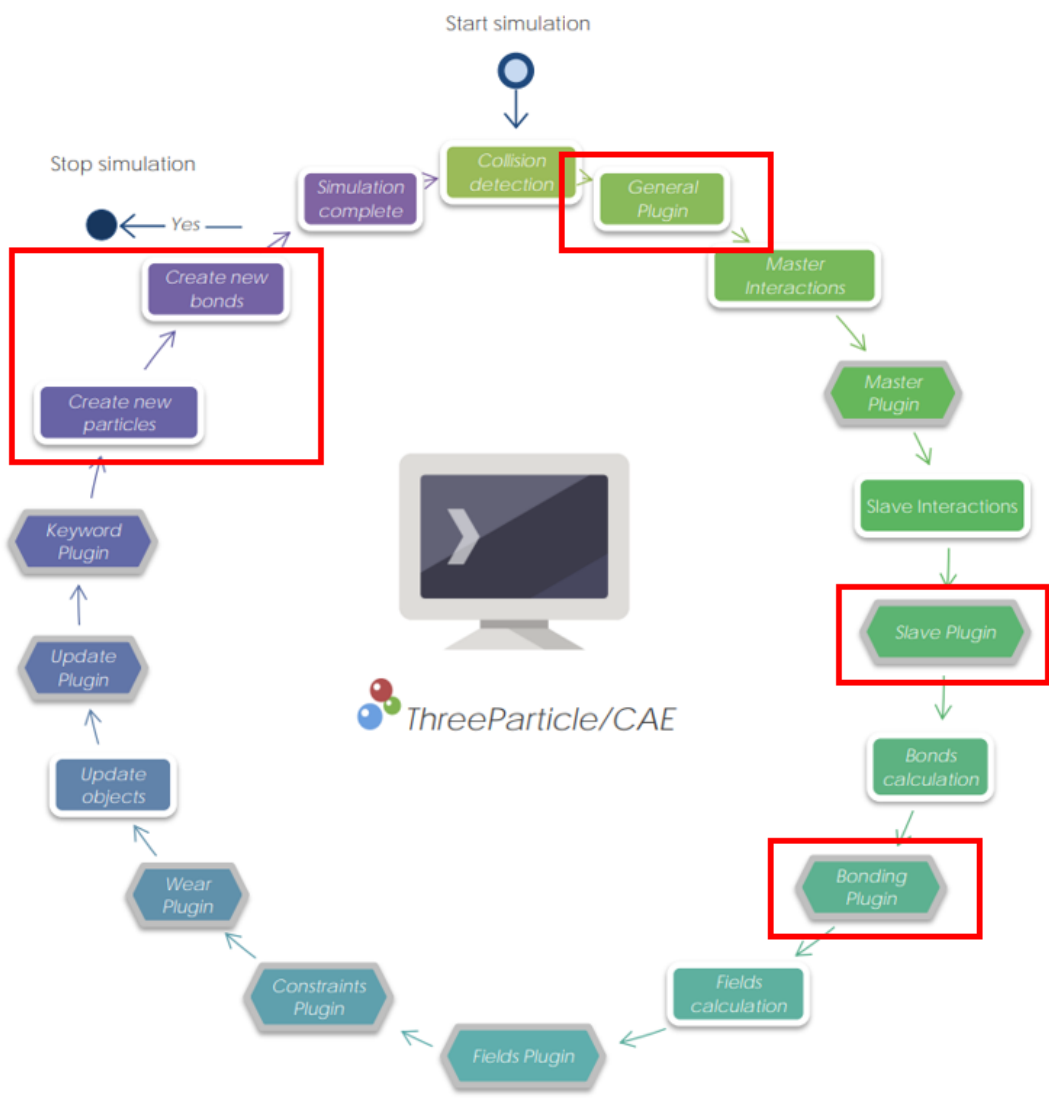 Start simulation
Collision
detection
General
Plugin
Master
Interactions
Master
Plugin
Slave Interactions
Slave Plugin
Bonds
calculation
Bonding
Plugin
Fields
calculation
Fields Plugin
Constraints
Plugin
Wear
Plugin
Update
objects
Update
Plugin
Keyword
Plugin
Create new
particles
Create new
bonds
Simulation
complete
Yes
Stop simulation
ThreeParticle/CAE